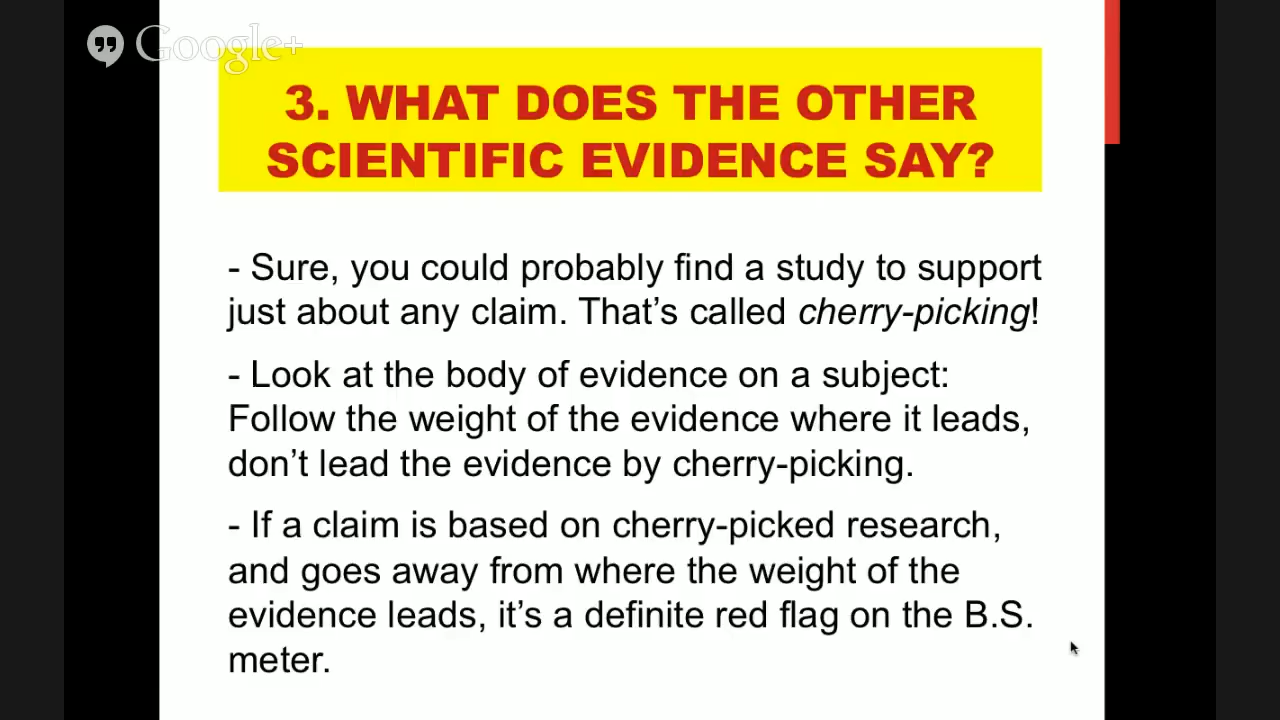 Google+
3. WHAT DOES THE OTHER
SCIENTIFIC EVIDENCE SAY?
- Sure, you could probably find a study to support
just about any claim. That’s called cherry-picking!
- Look at the body of evidence on a subject:
Follow the weight of the evidence where it leads,
don’t lead the evidence by cherry-picking.
- If a claim is based on cherry-picked research,
and goes away from where the weight of the
evidence leads, it’s a definite red flag on the B.S.
meter.